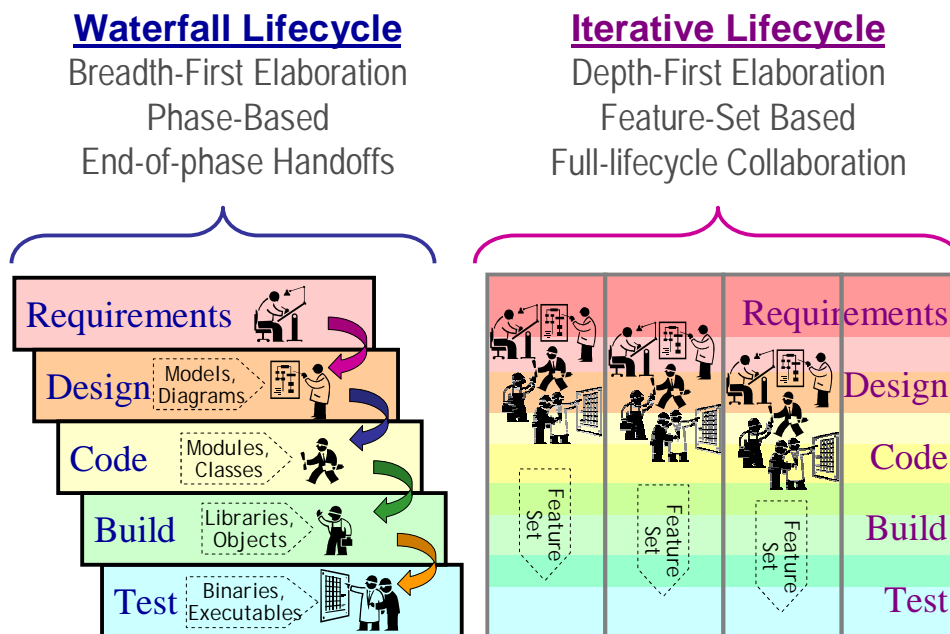 Waterfall Lifecycle
Breadth-First Elaboration
Phase-Based
End-of-phase Handoffs
Iterative Lifecycle
Depth-First Elaboration
Feature-Set Based
Full-lifecycle Collaboration
Requirements
Design
Models,
Diagrams
Code
Modules,
Classes
Build
Libraries,
Objects
Test
Binaries,
Executables
Requirements
Design
Code
Build
Test
Feature
Set
Feature
Set
Feature
Set